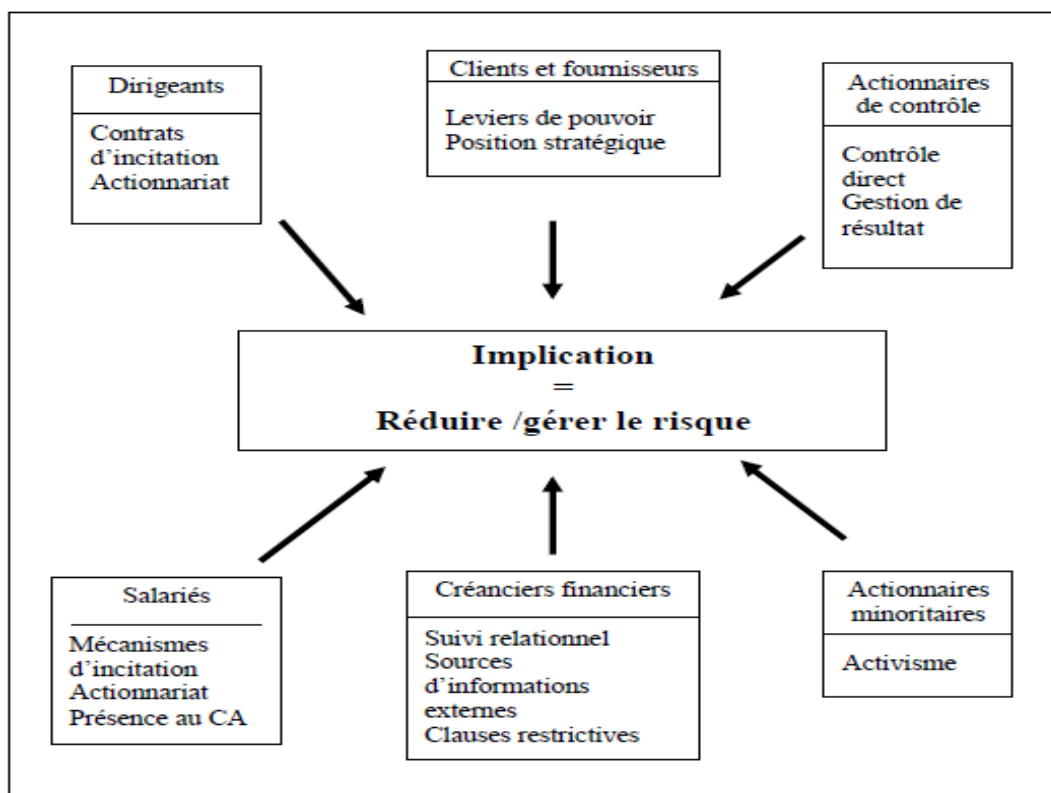 Dirigeants
Contrats
d'incitation
Actionnariat
Clients et fournisseurs
Leviers de pouvoir
Position stratégique
Actionnaires
de contrôle
Contrôle
direct
Gestion de
résultat
Implication
=
Réduire /gérer le risque
Salariés
Mécanismes
d'incitation
Actionnariat
Présence au CA
Créanciers financiers
Suivi relationnel
Sources
d'informations
externes
Clauses restrictives
Actionnaires
minoritaires
Activisme